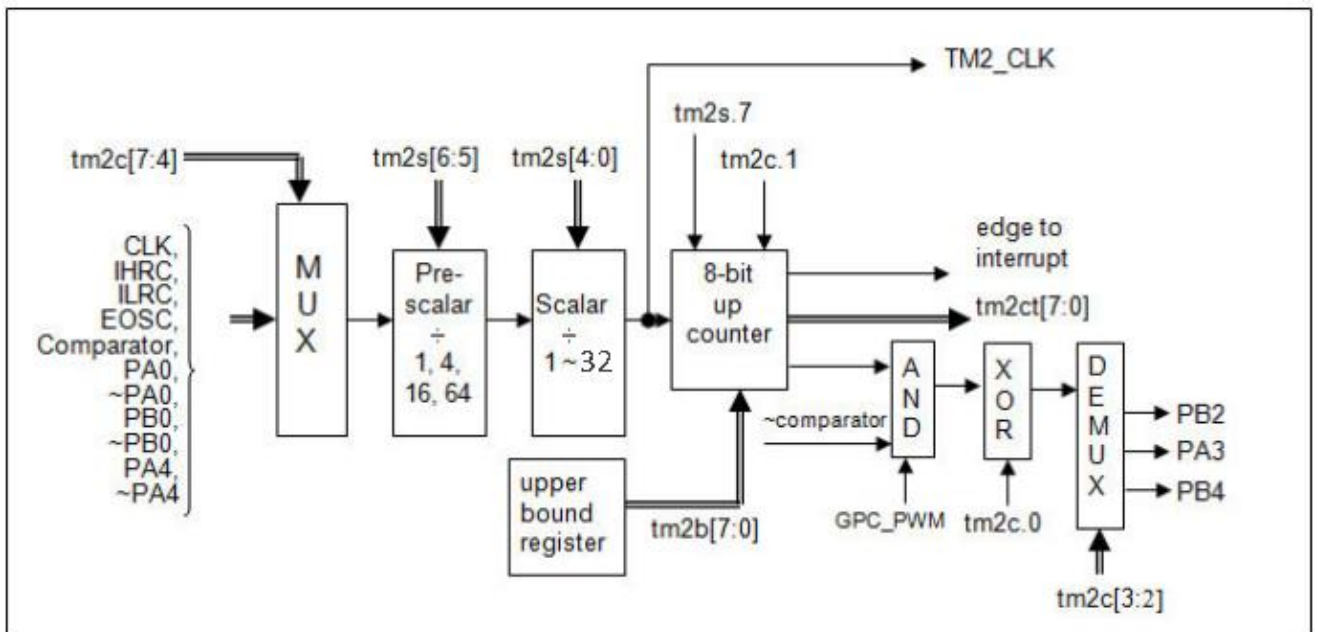 TM2_CLK
tm2s.7
tm2c[7:4]
tm2s[6:5]
tm2s[4:0]
tm2c.1
CLK,
IHRC,
ILRC,
EOSC,
Comparator,
PA0,
~PA0,
PB0,
~PB0,
PA4,
~PA4
M
U
X
Pre-
scalar
÷
1, 4,
16, 64
Scalar
÷
1 ~ 32
8-bit
up
counter
edge to
interrupt
tm2ct[7:0]
~comparator
A
N
D
X
O
R
D
E
M
U
X
PB2
PA3
PB4
upper
bound
register
tm2b[7:0]
GPC_PWM
tm2c.0
tm2c[3:2]